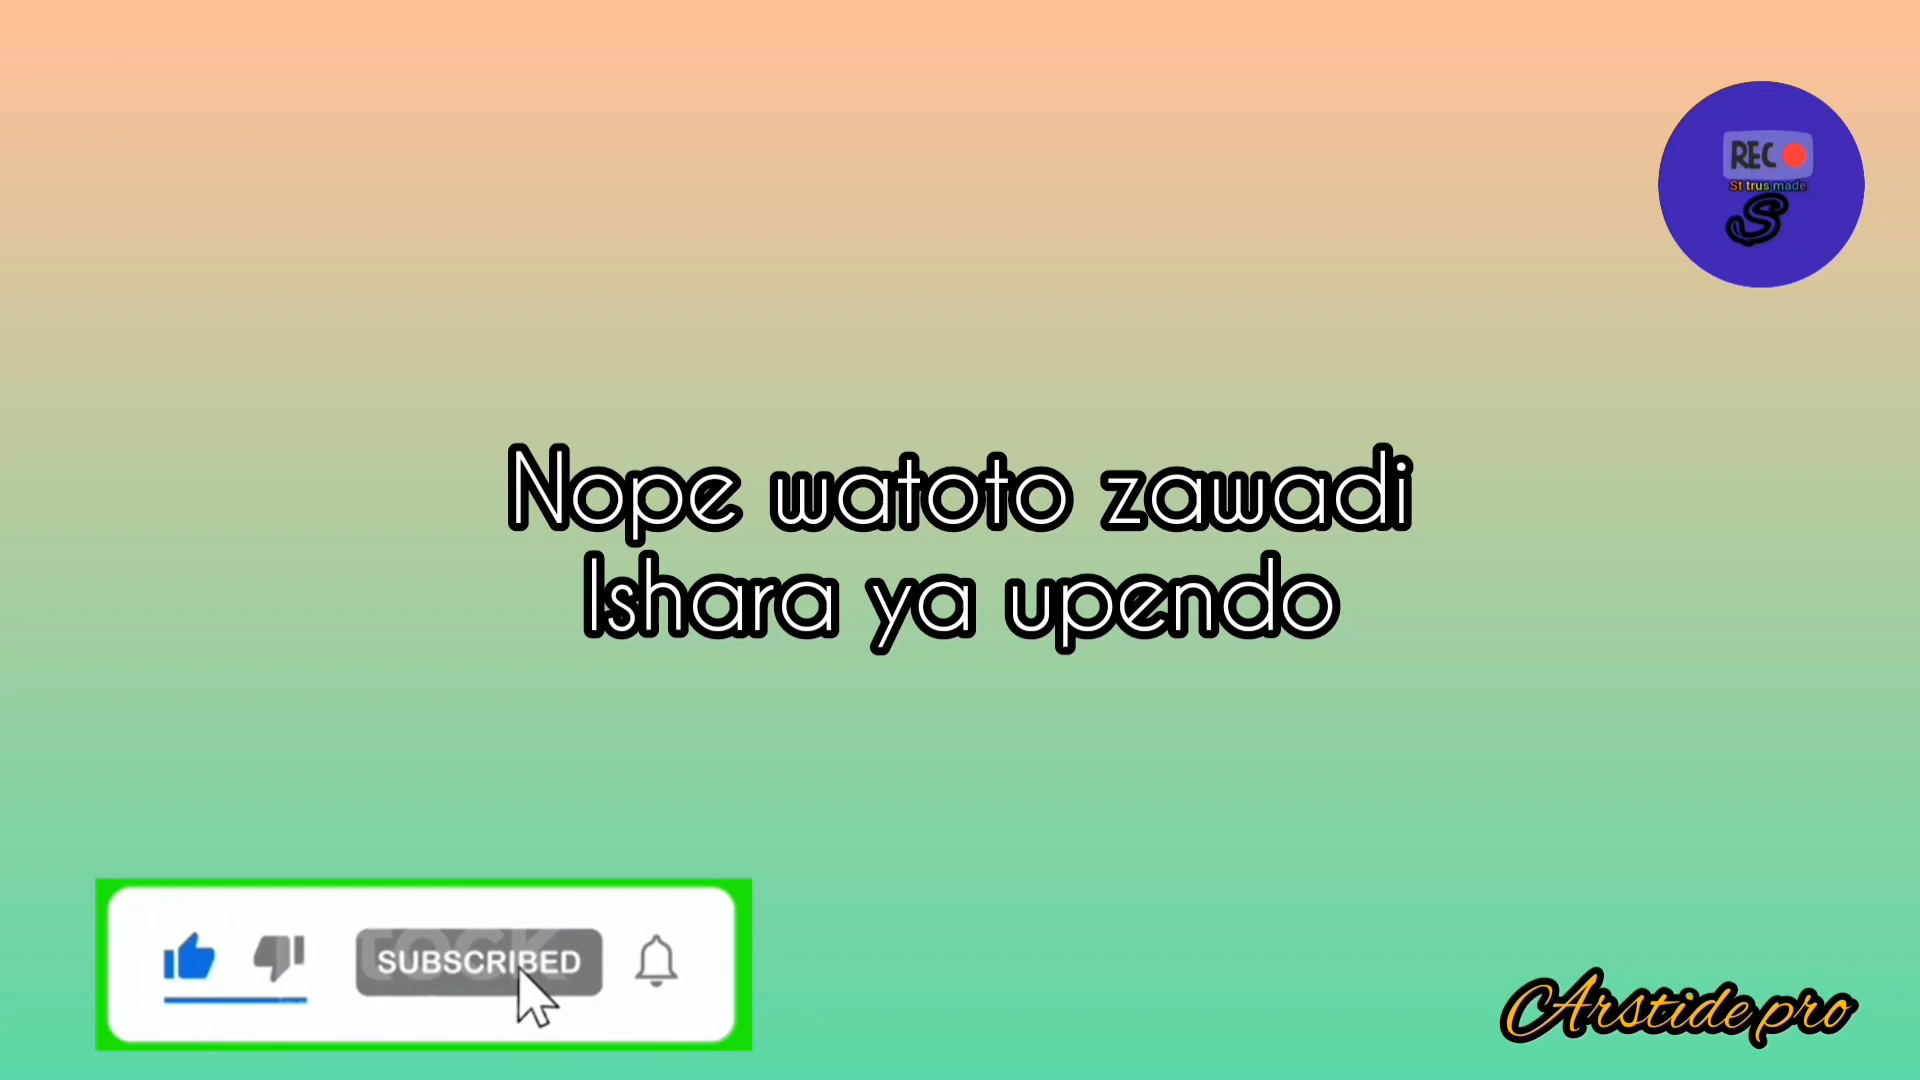 REC
St trus made
S
Nope watoto zawadi
Ishara ya upendo
SUBSCRIBED
Arstide pro